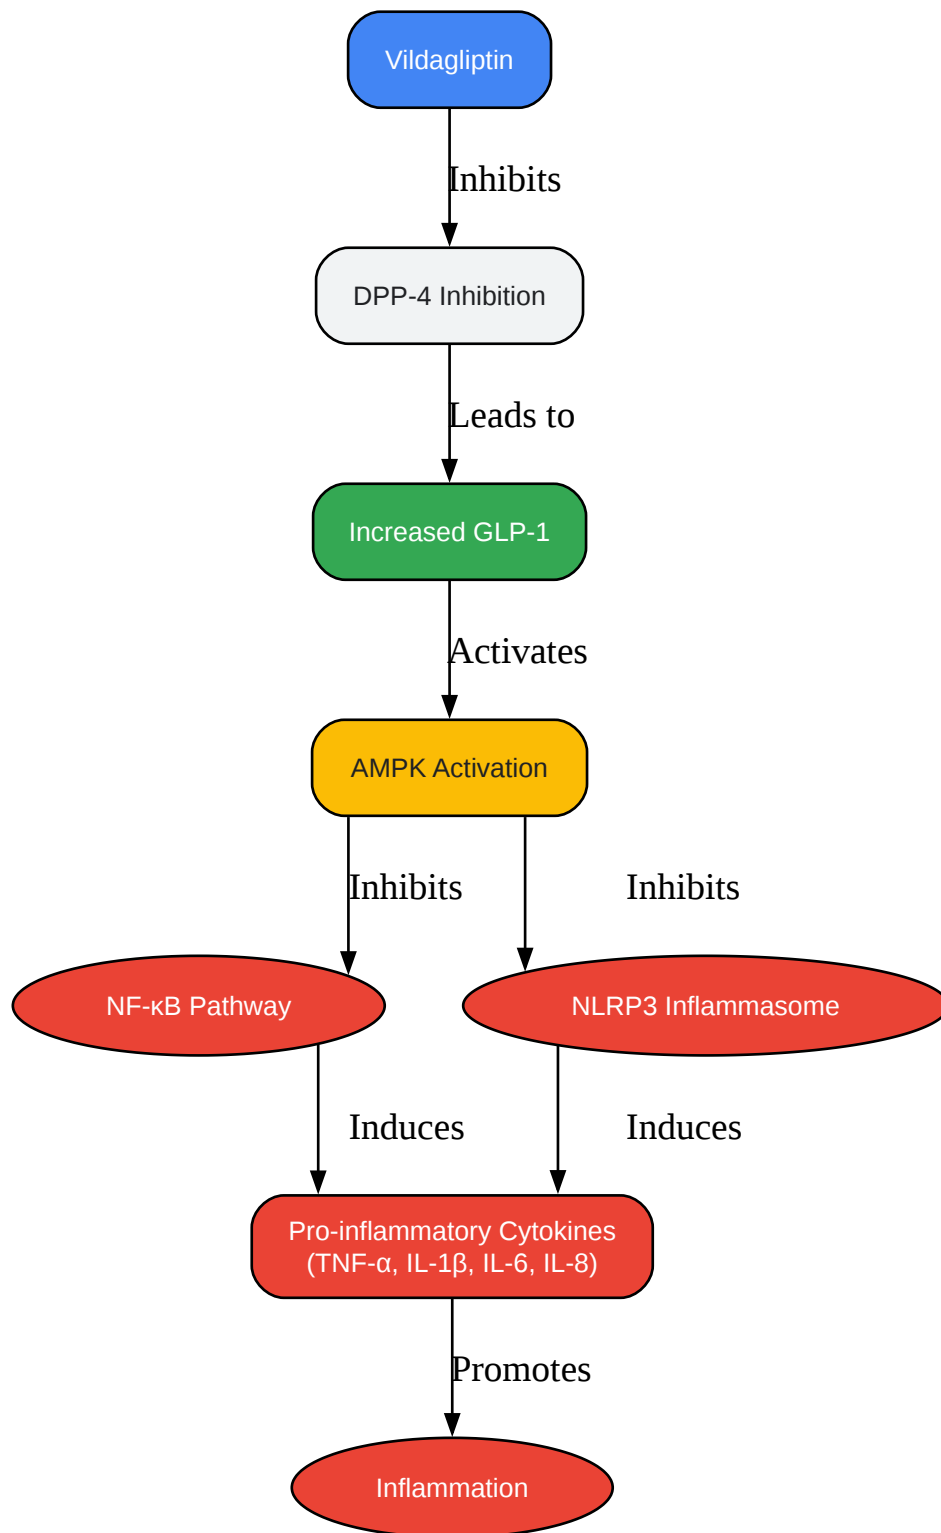 Vildagliptin
Inhibits
DPP-4 Inhibition
Leads to
Increased GLP-1
Activates
AMPK Activation
Inhibits
Inhibits
NF-κB Pathway
NLRP3 Inflammasome
Induces
Induces
Pro-inflammatory Cytokines
(TNF-α, IL-1β, IL-6, IL-8)
Promotes
Inflammation